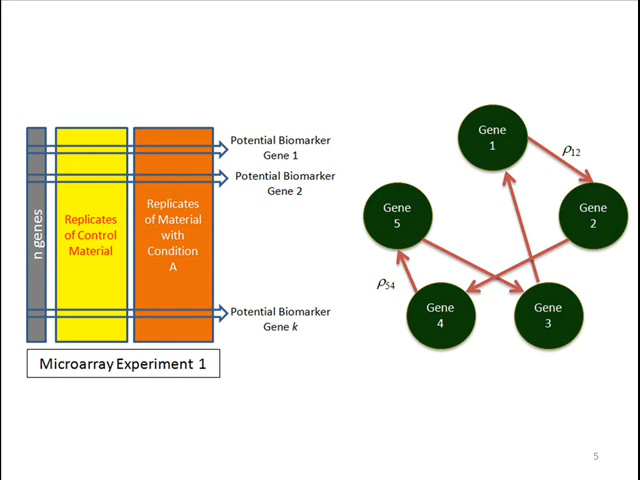 n genes
Replicates
of Control
Material
Replicates
of Material
with
Condition
A
Potential Biomarker
Gene 1
Potential Biomarker
Gene 2
Potential Biomarker
Gene k
Microarray Experiment 1
Gene
1
ρ12
Gene
2
Gene
5
ρ54
Gene
4
Gene
3
5